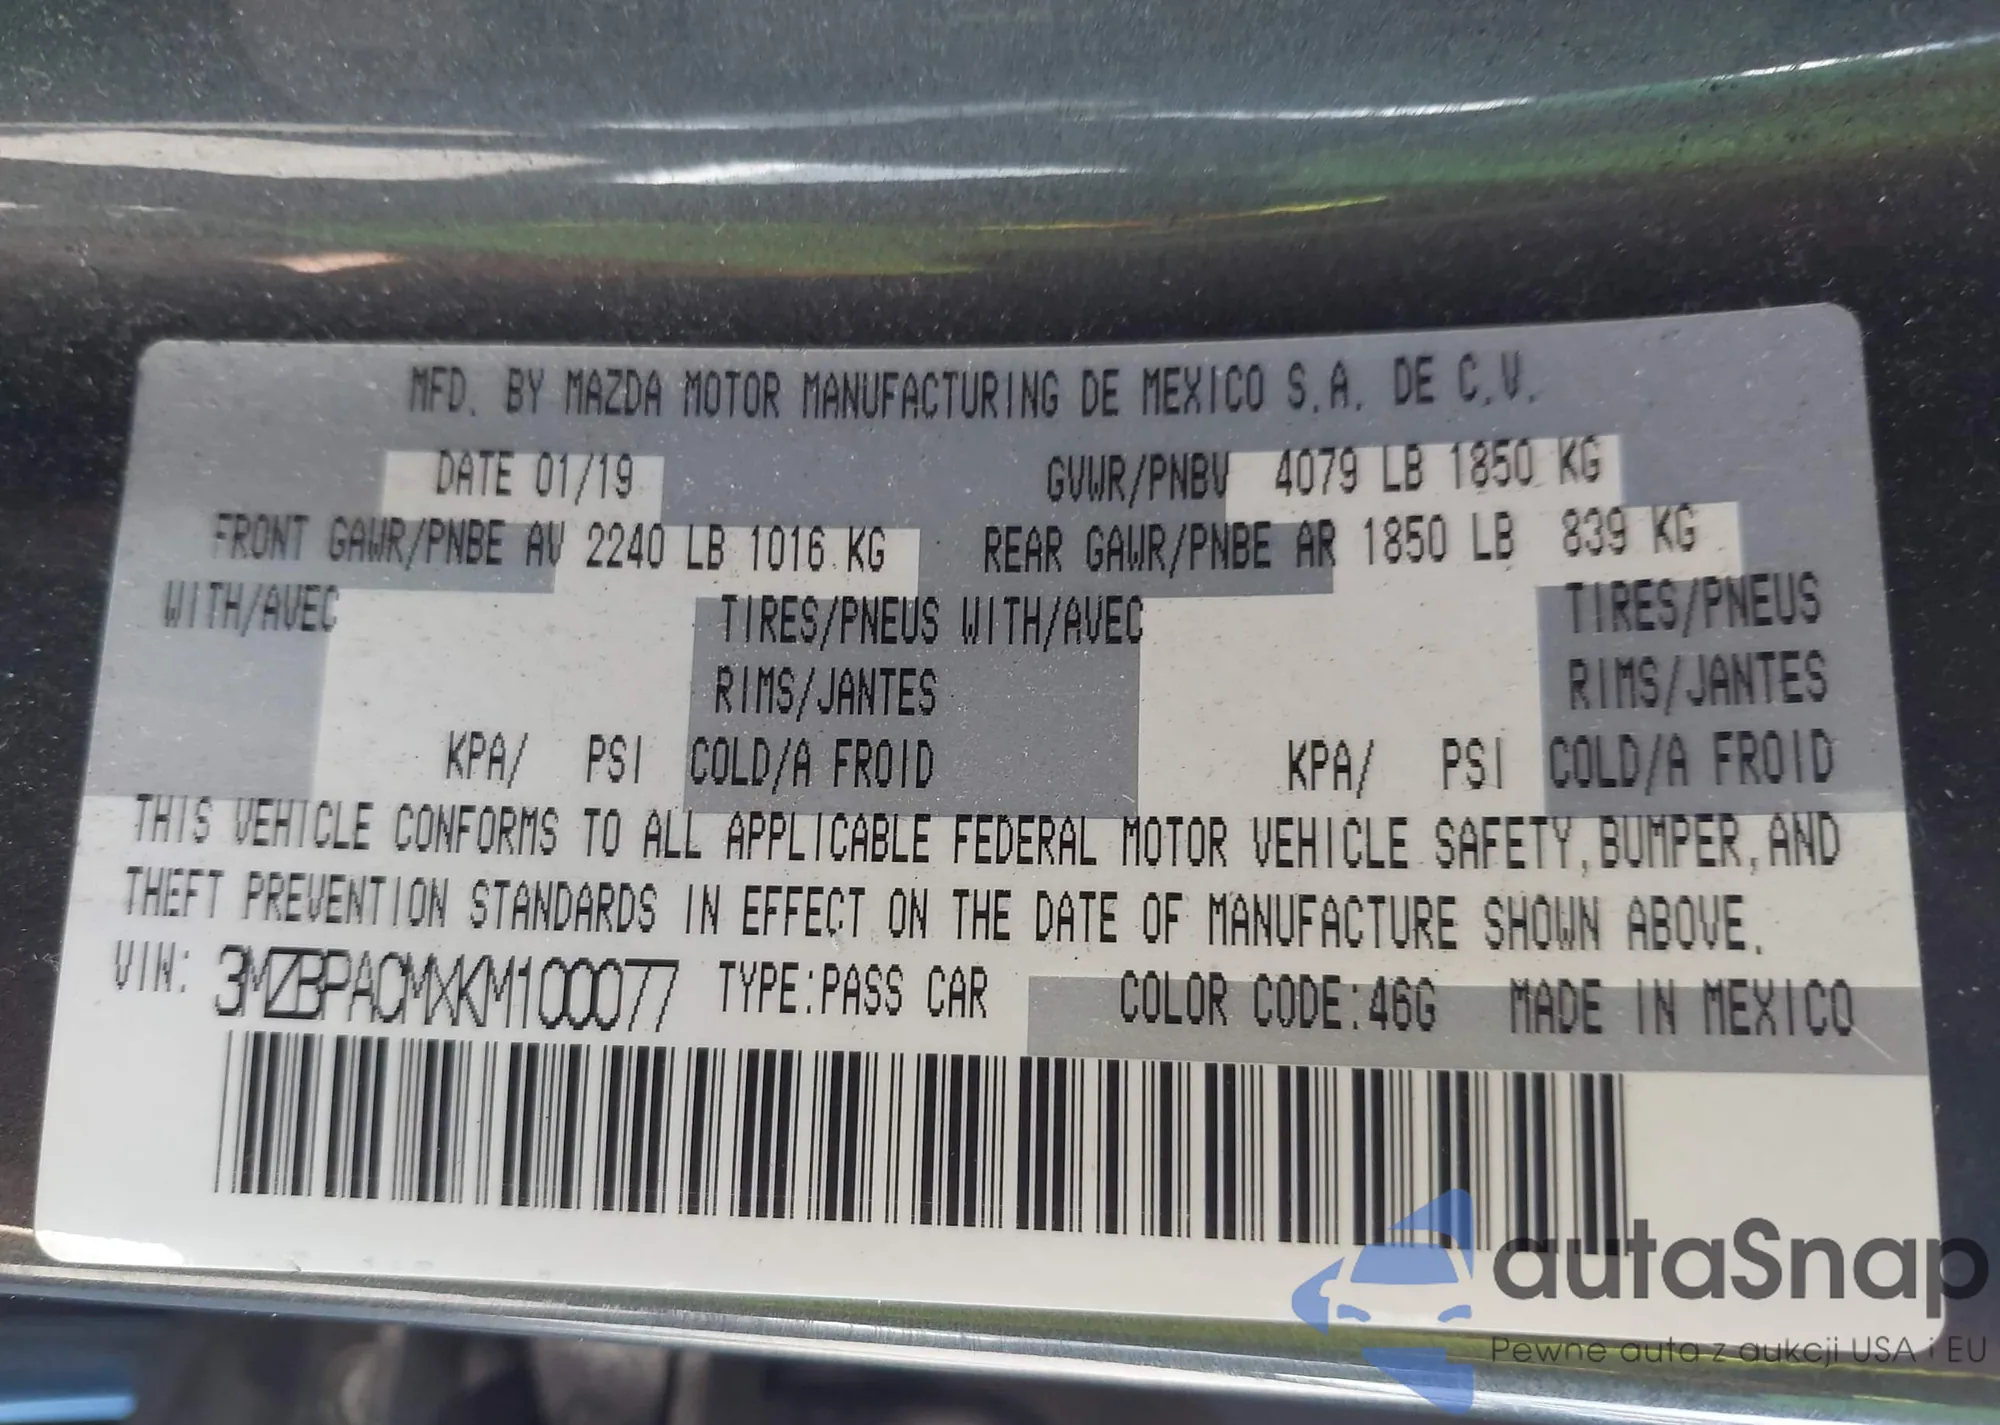 MFD. BY MAZDA MOTOR MANUFACTURING DE MEXICO S.A. DE C.V.
DATE 01/19 GVWR/PNBV 4079 LB 1850 KG
FRONT GAWR/PNBE AV 2240 LB 1016 KG REAR GAWR/PNBE AR 1850 LB 839 KG
WITH/AVEC TIRES/PNEUS WITH/AVEC TIRES/PNEUS
RIMS/JANTES RIMS/JANTES
KPA/ PSI COLD/A FROID KPA/ PSI COLD/A FROID
THIS VEHICLE CONFORMS TO ALL APPLICABLE FEDERAL MOTOR VEHICLE SAFETY, BUMPER, AND
THEFT PREVENTION STANDARDS IN EFFECT ON THE DATE OF MANUFACTURE SHOWN ABOVE.
VIN: 3MZBPACMXKM100077 TYPE:PASS CAR COLOR CODE:46G MADE IN MEXICO
autaSnap
Pewne auta z aukcji USA i EU